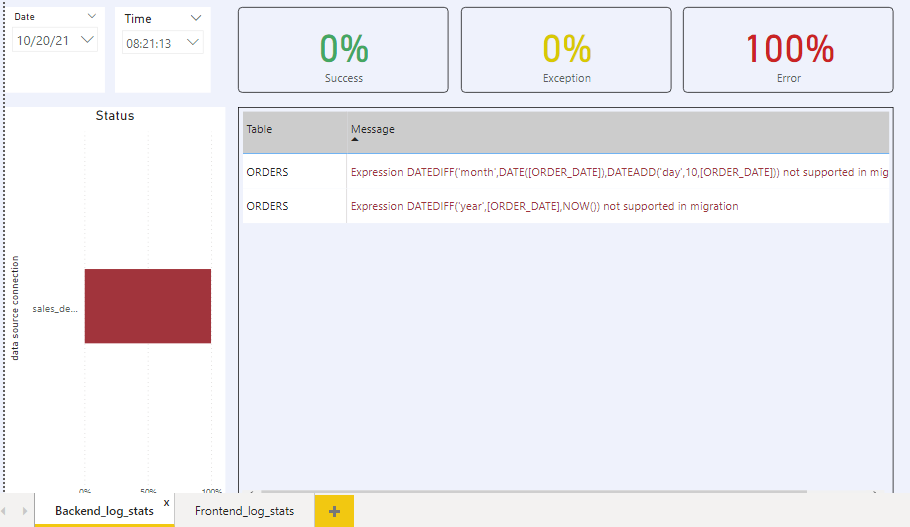 Date
10/20/21
Time
08:21:13
0%
Success
0%
Exception
100%
Error
Status
data source connection
sales_de...
0%
50%
100%
Table
Message
ORDERS
Expression DATEDIFF('month',DATE([ORDER_DATE]),DATEADD('day',10,[ORDER_DATE])) not supported in mig
ORDERS
Expression DATEDIFF('year',[ORDER_DATE],NOW()) not supported in migration
Backend_log_stats
x
Frontend_log_stats
+